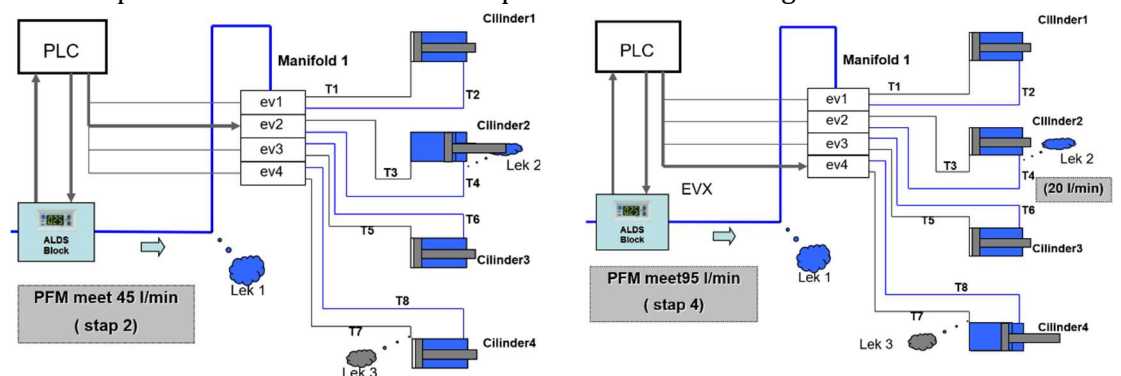 Cilinder1
PLC
Manifold 1
T1
ev1
T2
ev2
Cilinder2
ev3
Lek 2
ev4
T3
T4
T6
ALDS
Block
T5
Cilinder3
Lek 1
PFM meet 45 l/min
( stap 2)
T8
T7
Cilinder4
Lek 3
Cilinder1
PLC
Manifold 1
T1
ev1
T2
ev2
Cilinder2
ev3
Lek 2
ev4
T3
T4
(20 l/min)
EVX
T6
ALDS
Block
T5
Cilinder3
Lek 1
PFM meet95 l/min
( stap 4)
T8
T7
Cilinder4
Lek 3